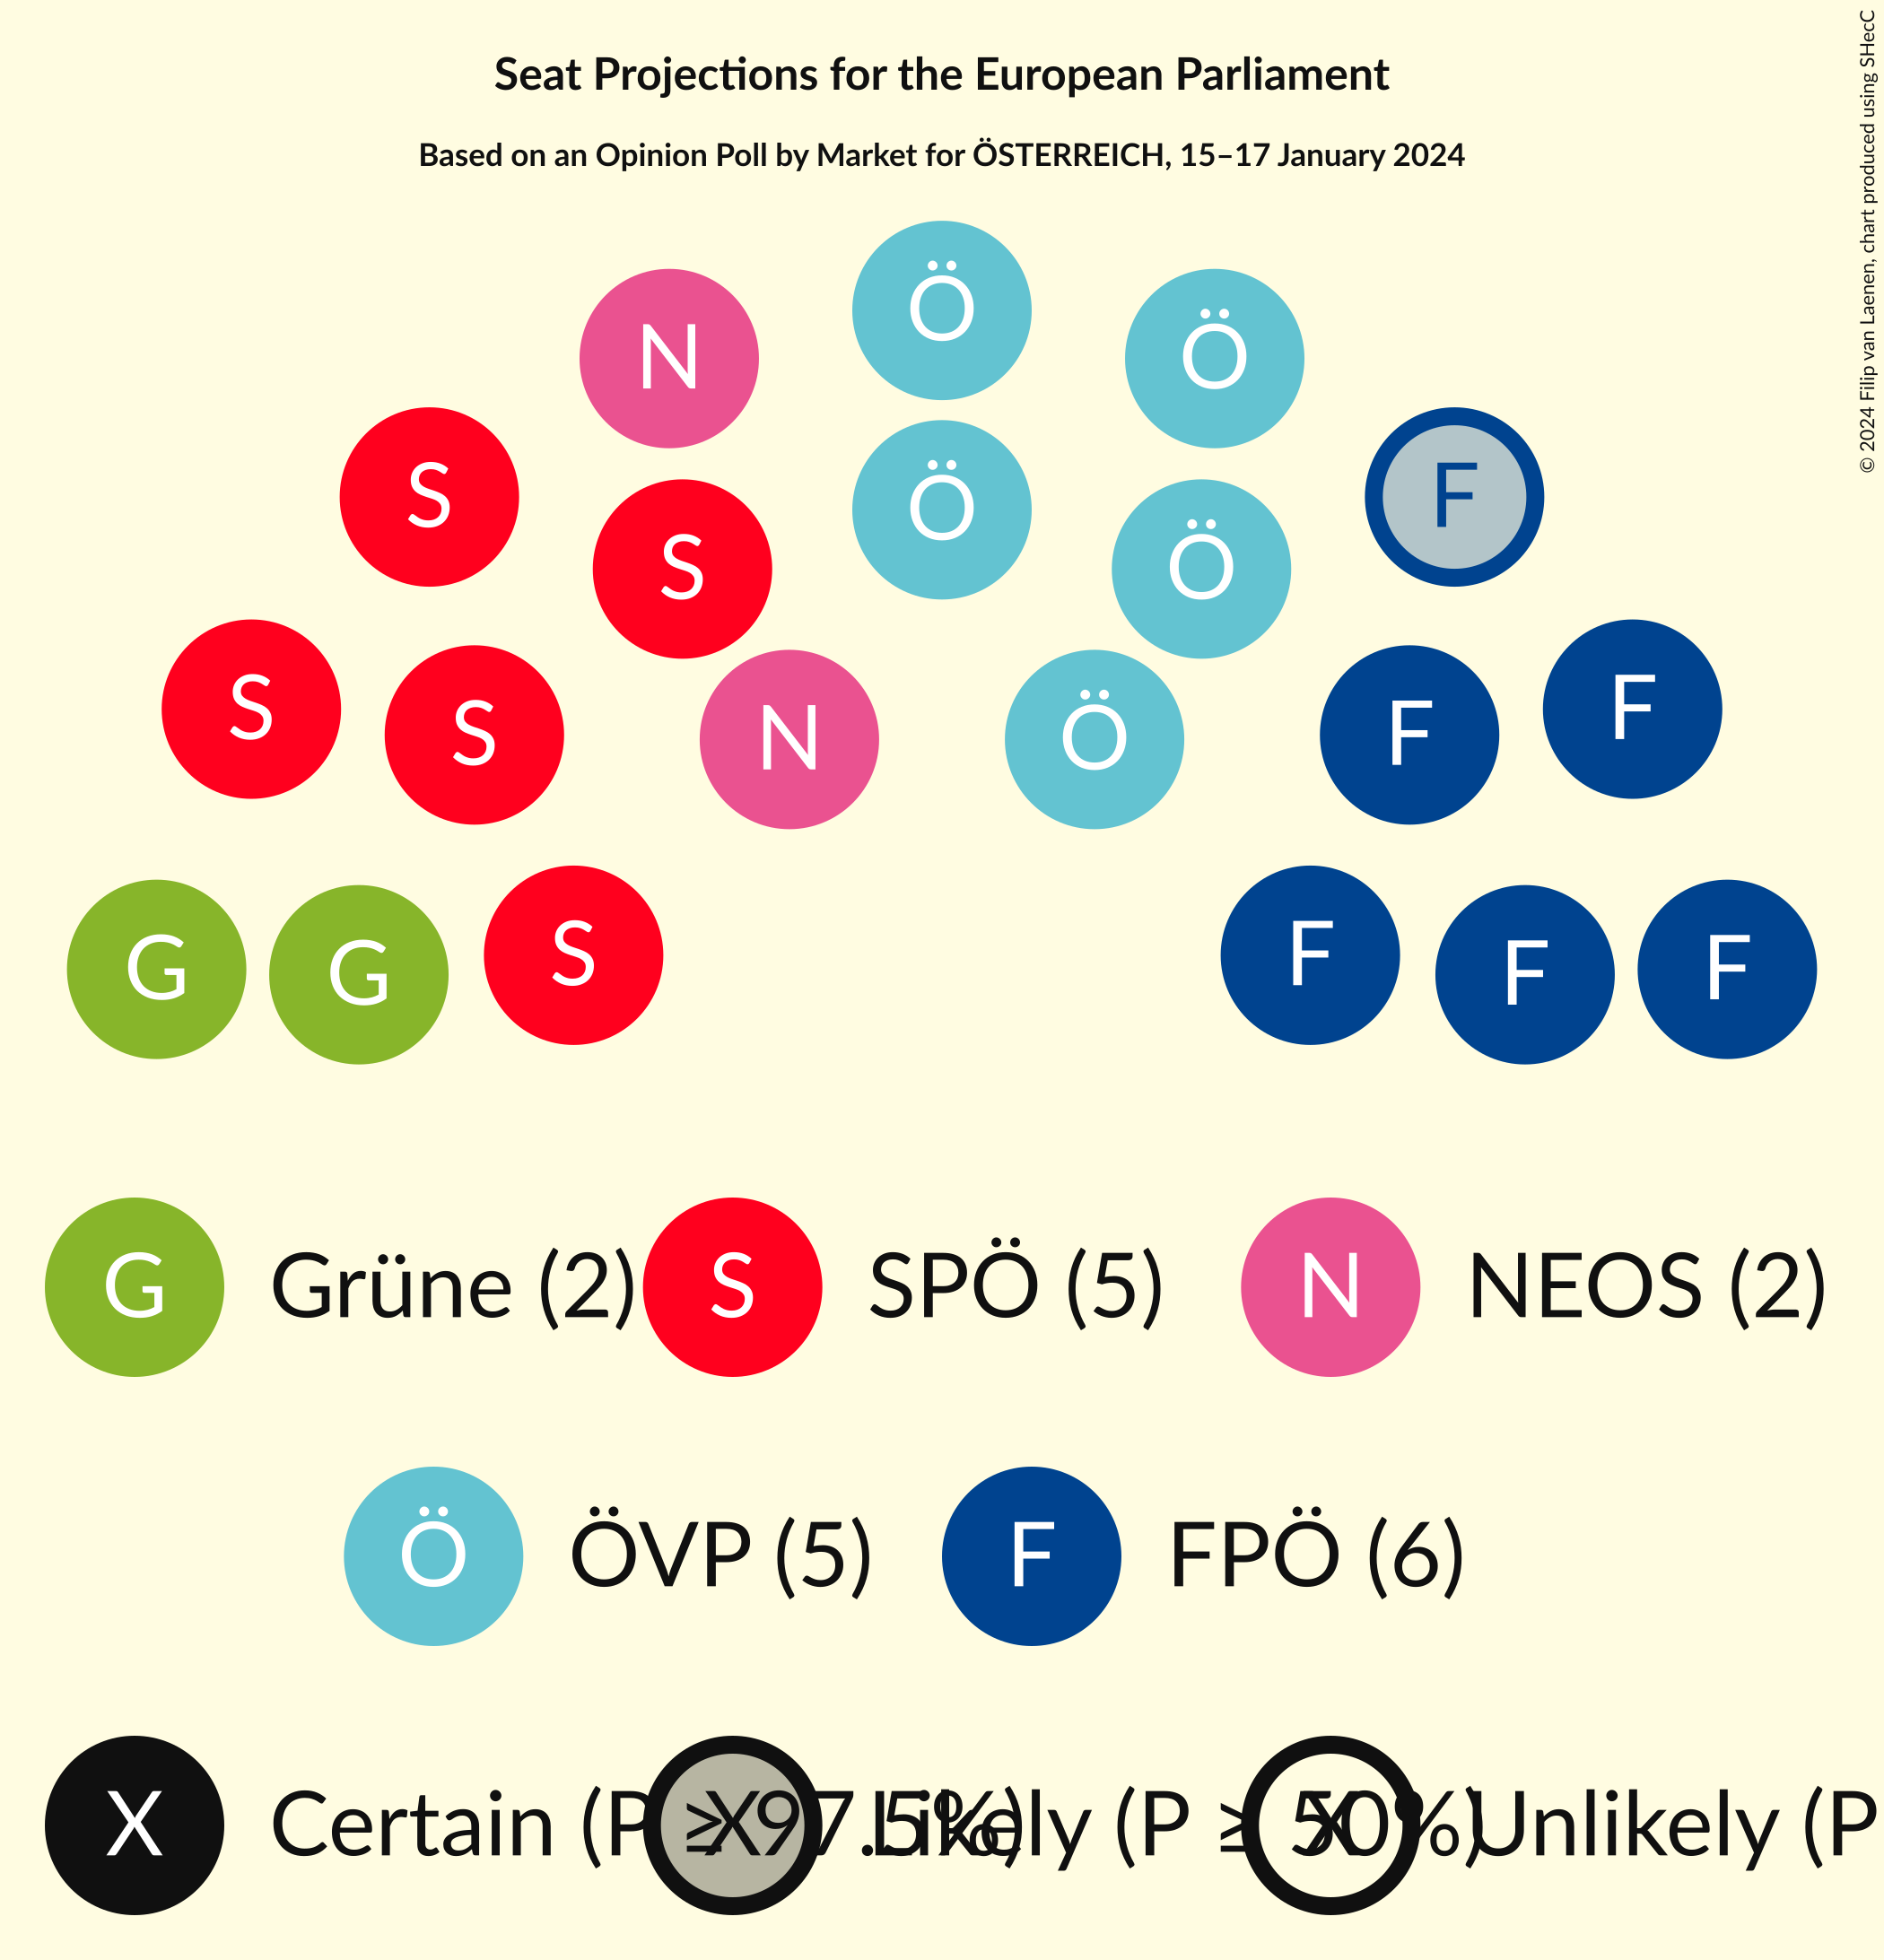 Seat Projections for the European Parliament
Based on an Opinion Poll by Market for ÖSTERREICH, 15–17 January 2024
© 2024 Filip van Laenen, chart produced using SHecC
Ö
N Ö
Ö
S F
S Ö
S F
S N Ö F
G G S F F F
G Grüne (2) S SPÖ (5) N NEOS (2)
Ö ÖVP (5) F FPÖ (6)
X Certain (P ≥ 97.5%) X Likely (P ≥ 50%) X Unlikely (P